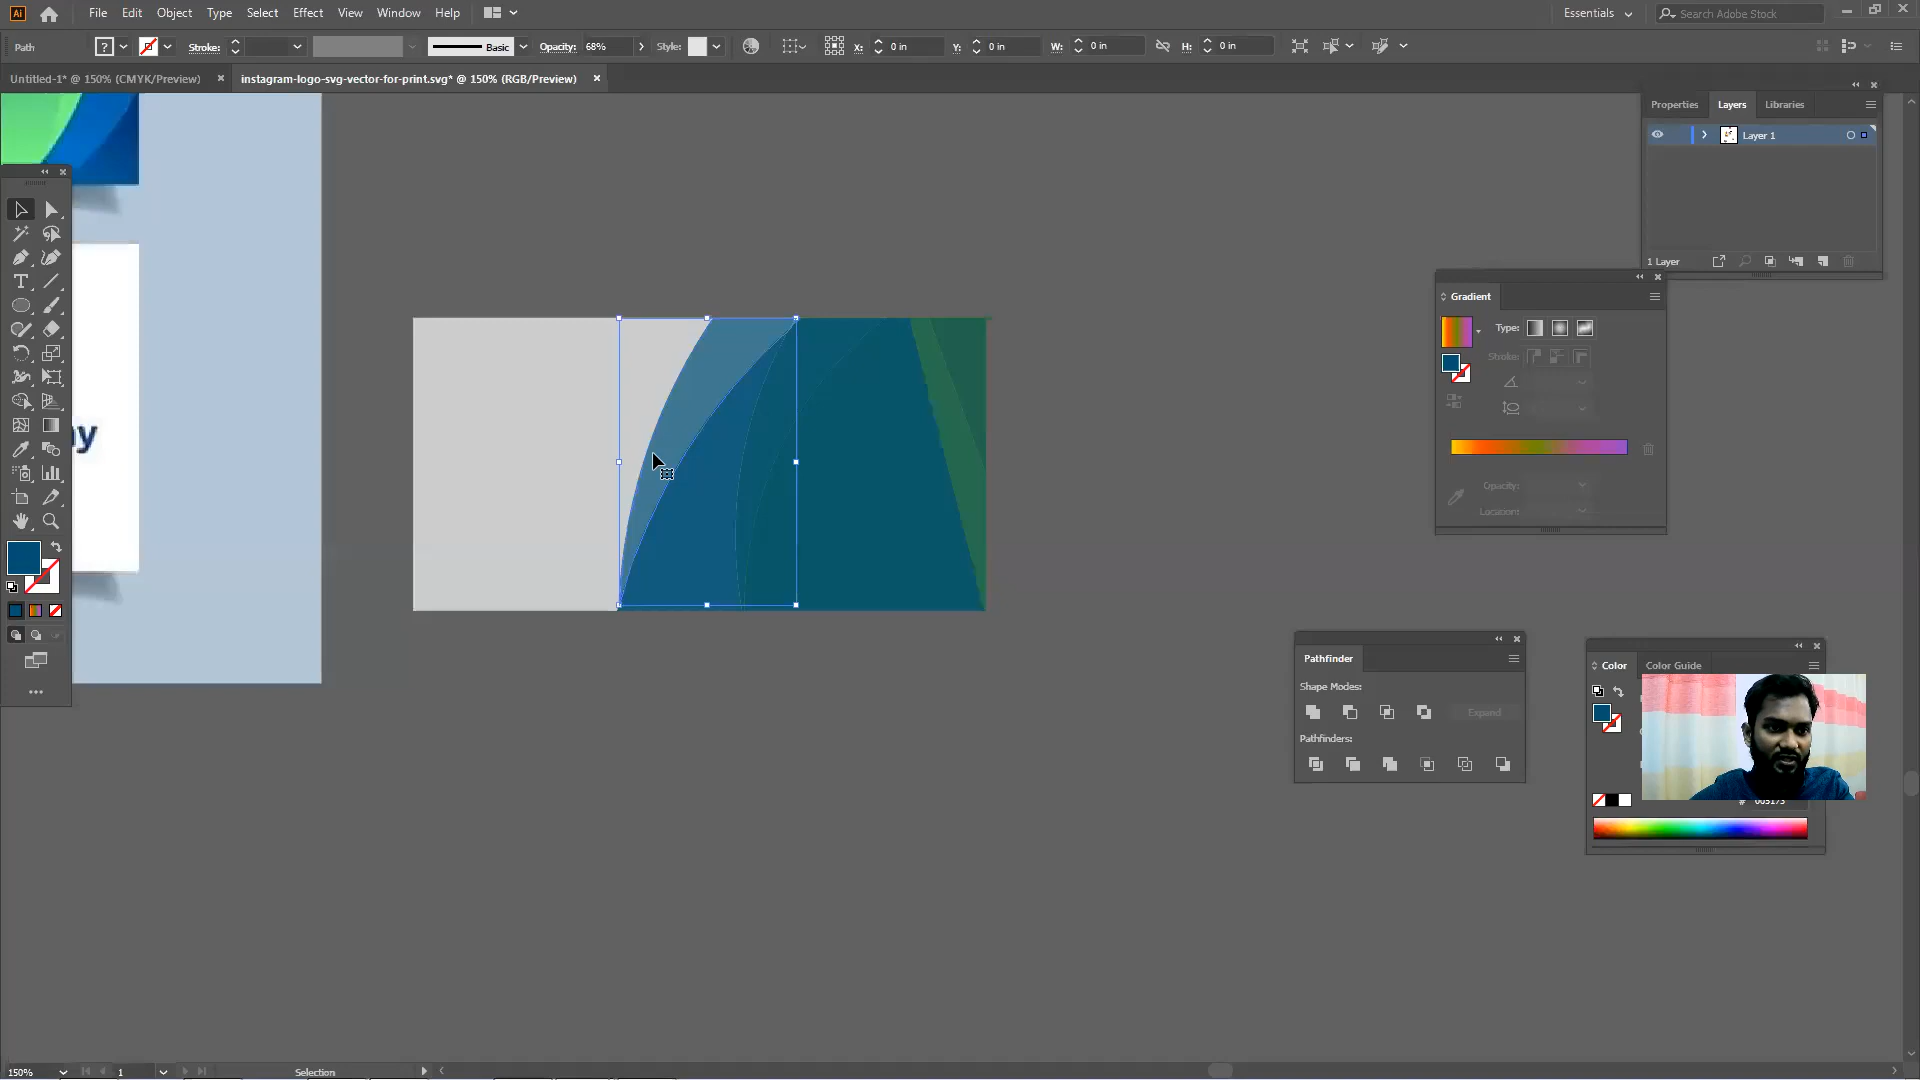 Ai File Edit Object Type Select Effect View Window Help Essentials Search Adobe Stock
Path ? Stroke: Basic Opacity: 68% Style: X: 0 in Y: 0 in W: 0 in H: 0 in
Untitled-1* @ 150% (CMYK/Preview) instagram-logo-svg-vector-for-print.svg* @ 150% (RGB/Preview)
Properties Layers Libraries
Layer 1
1 Layer
Gradient
Type:
Stroke:
Opacity:
Location:
Pathfinder
Shape Modes:
Expand
Pathfinders:
Color Color Guide
#
150% 1 Selection